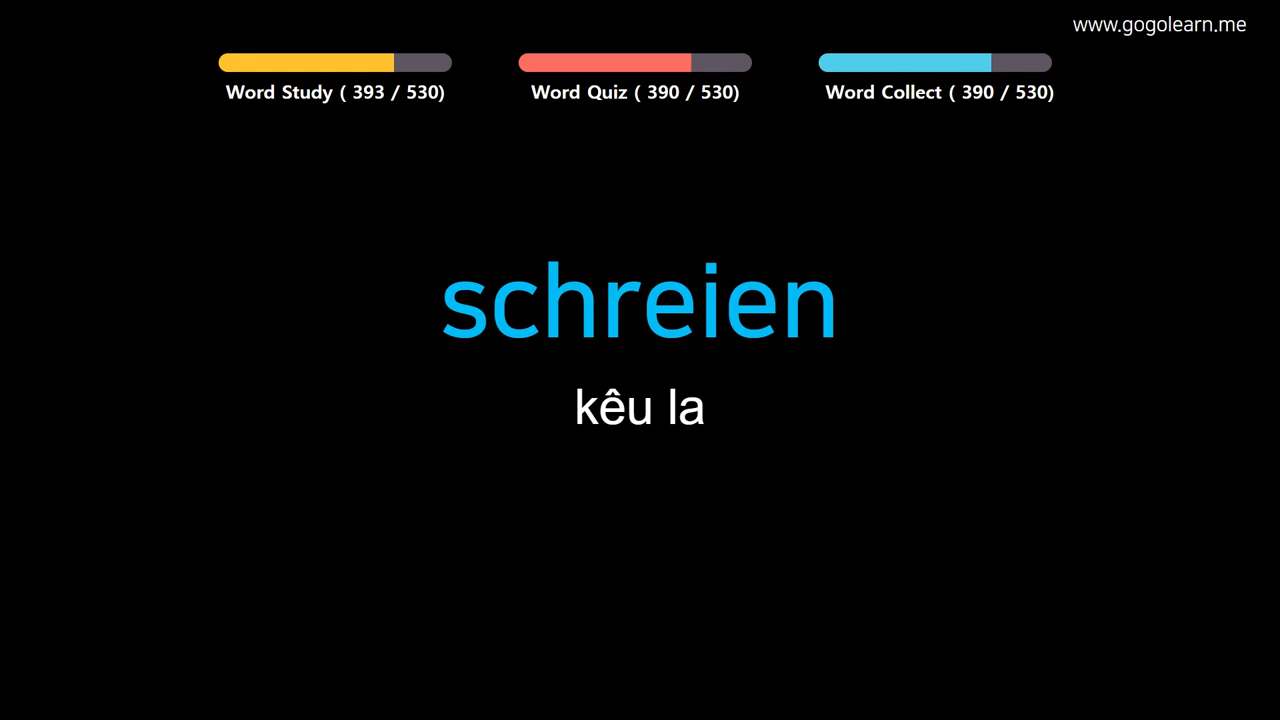 www.gogolearn.me
Word Study ( 393 / 530)
Word Quiz ( 390 / 530)
Word Collect ( 390 / 530)
schreien
kêu la